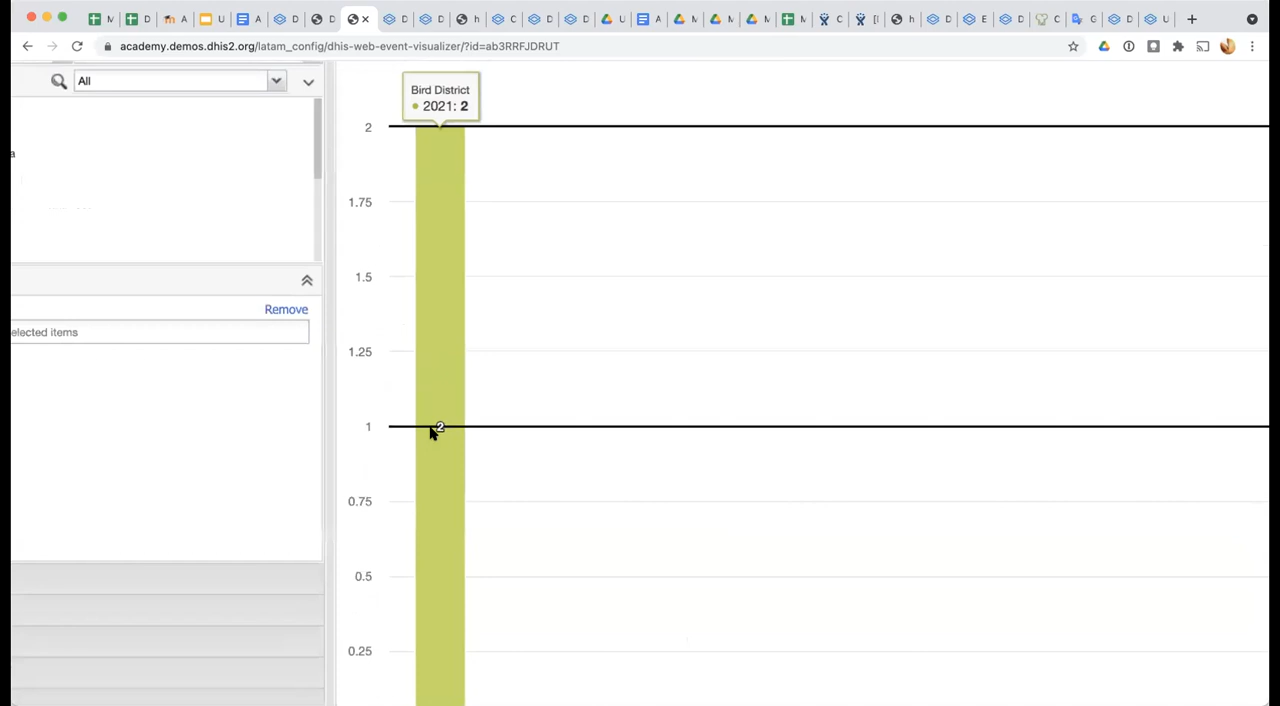 M
D
A
U
A
D
D
D
D
h
C
D
D
U
A
M
M
M
M
C
[I
h
D
E
D
C
G
D
U
academy.demos.dhis2.org/latam_config/dhis-web-event-visualizer/?id=ab3RRFJDRUT
All
a
Remove
elected items
Bird District
2021: 2
2
1.75
1.5
1.25
1
2
0.75
0.5
0.25